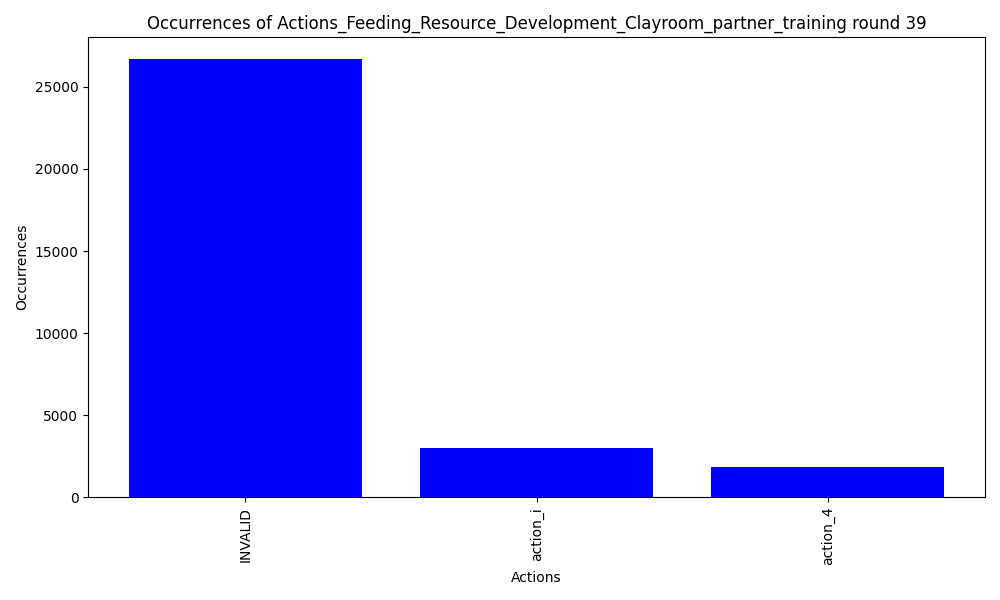 Occurrences of Actions_Feeding_Resource_Development_Clayroom_partner_training round 39
25000
20000
15000
10000
5000
0
Occurrences
INVALID
action_i
action_4
Actions